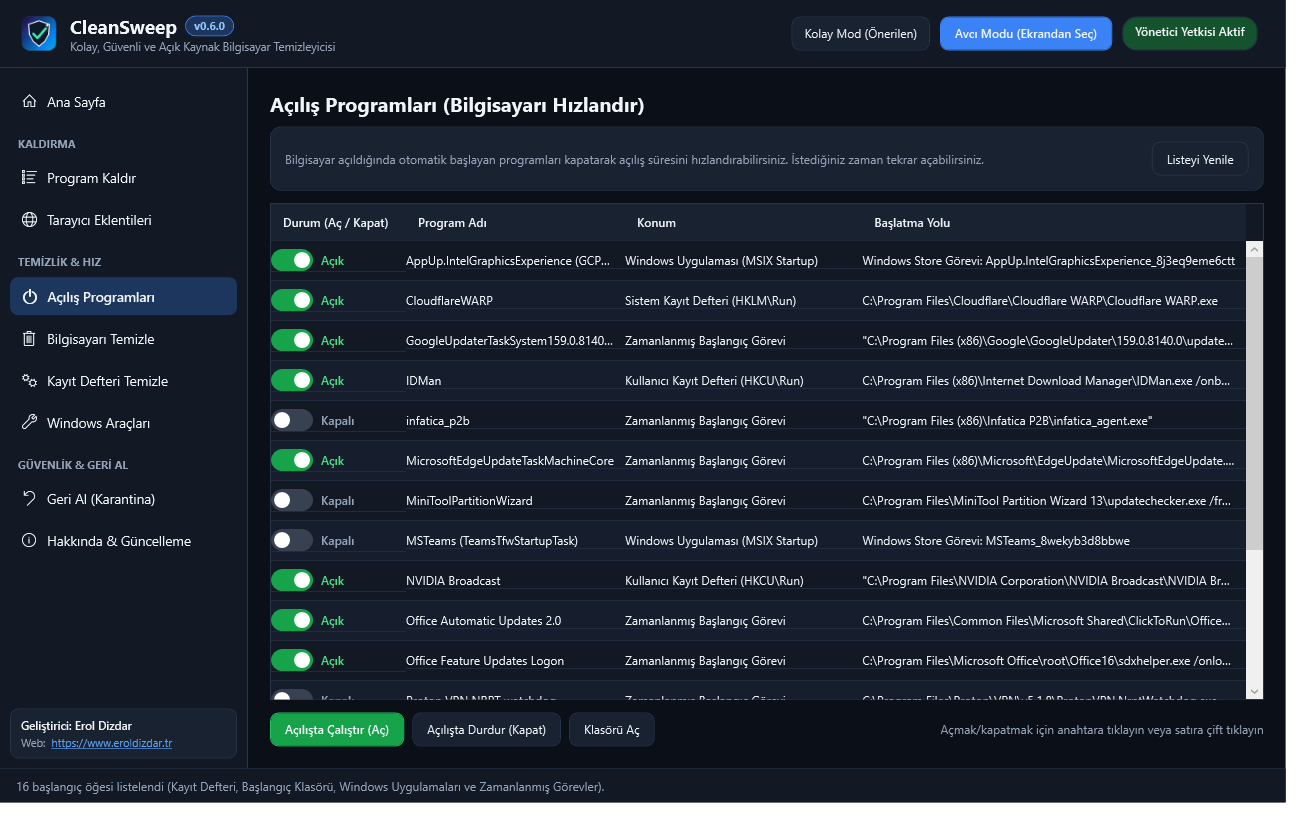 CleanSweep v0.6.0
Kolay, Güvenli ve Açık Kaynak Bilgisayar Temizleyicisi
Kolay Mod (Önerilen)
Avcı Modu (Ekrandan Seç)
Yönetici Yetkisi Aktif
Ana Sayfa
KALDIRMA
Program Kaldır
Tarayıcı Eklentileri
TEMİZLİK & HIZ
Açılış Programları
Bilgisayarı Temizle
Kayıt Defteri Temizle
Windows Araçları
GÜVENLİK & GERİ AL
Geri Al (Karantina)
Hakkında & Güncelleme
Geliştirici: Erol Dizdar
Web: https://www.eroldizdar.tr
Açılış Programları (Bilgisayarı Hızlandır)
Bilgisayar açıldığında otomatik başlayan programları kapatarak açılış süresini hızlandırabilirsiniz. İstediğiniz zaman tekrar açabilirsiniz.
Listeyi Yenile
Durum (Aç / Kapat) Program Adı Konum Başlatma Yolu
Açık AppUp.IntelGraphicsExperience (GCP... Windows Uygulaması (MSIX Startup) Windows Store Görevi: AppUp.IntelGraphicsExperience_8j3eq9eme6ctt
Açık CloudflareWARP Sistem Kayıt Defteri (HKLM\Run) C:\Program Files\Cloudflare\Cloudflare WARP\Cloudflare WARP.exe
Açık GoogleUpdaterTaskSystem159.0.8140... Zamanlanmış Başlangıç Görevi "C:\Program Files (x86)\Google\GoogleUpdater\159.0.8140.0\update...
Açık IDMan Kullanıcı Kayıt Defteri (HKCU\Run) C:\Program Files (x86)\Internet Download Manager\IDMan.exe /onb...
Kapalı infatica_p2b Zamanlanmış Başlangıç Görevi "C:\Program Files (x86)\Infatica P2B\infatica_agent.exe"
Açık MicrosoftEdgeUpdateTaskMachineCore Zamanlanmış Başlangıç Görevi C:\Program Files (x86)\Microsoft\EdgeUpdate\MicrosoftEdgeUpdate....
Kapalı MiniToolPartitionWizard Zamanlanmış Başlangıç Görevi C:\Program Files\MiniTool Partition Wizard 13\updatechecker.exe /fr...
Kapalı MSTeams (TeamsTfwStartupTask) Windows Uygulaması (MSIX Startup) Windows Store Görevi: MSTeams_8wekyb3d8bbwe
Açık NVIDIA Broadcast Kullanıcı Kayıt Defteri (HKCU\Run) "C:\Program Files\NVIDIA Corporation\NVIDIA Broadcast\NVIDIA Br...
Açık Office Automatic Updates 2.0 Zamanlanmış Başlangıç Görevi C:\Program Files\Common Files\Microsoft Shared\ClickToRun\Office...
Açık Office Feature Updates Logon Zamanlanmış Başlangıç Görevi C:\Program Files\Microsoft Office\root\Office16\sdxhelper.exe /onlo...
Kapalı Proton VPN NRPT watchdog Zamanlanmış Başlangıç Görevi
Açılışta Çalıştır (Aç)
Açılışta Durdur (Kapat)
Klasörü Aç
Açmak/kapatmak için anahtara tıklayın veya satıra çift tıklayın
16 başlangıç öğesi listelendi (Kayıt Defteri, Başlangıç Klasörü, Windows Uygulamaları ve Zamanlanmış Görevler).